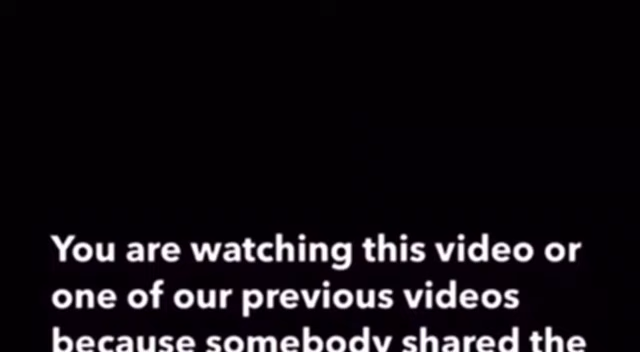 You are watching this video or
one of our previous videos
because somebody shared the